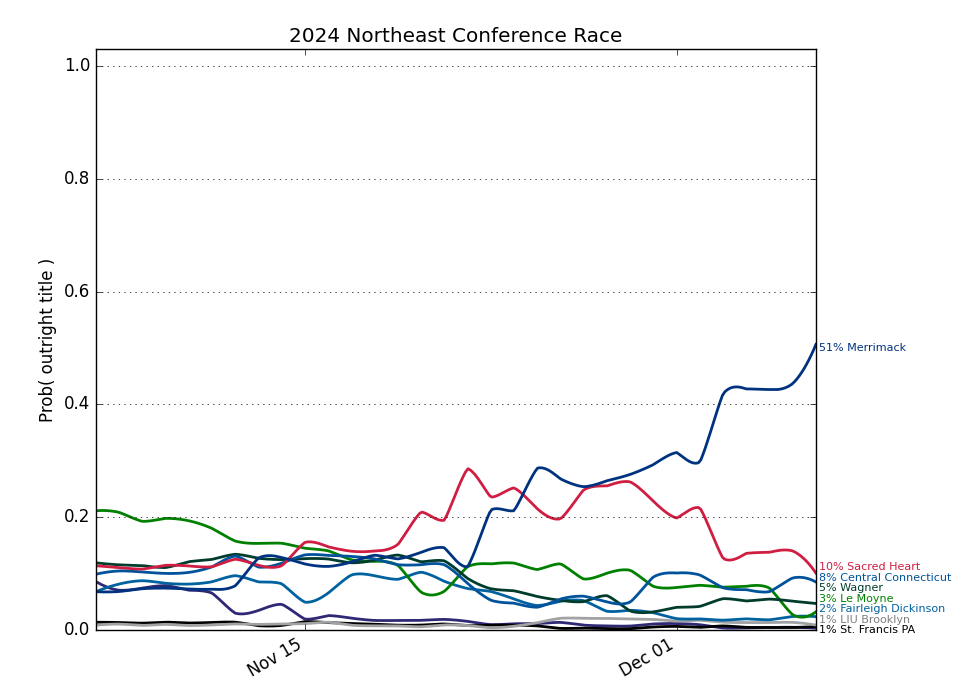 2024 Northeast Conference Race
Prob( outright title )
1.0
0.8
0.6
0.4
0.2
0.0
Nov 15
Dec 01
51% Merrimack
10% Sacred Heart
8% Central Connecticut
5% Wagner
3% Le Moyne
2% Fairleigh Dickinson
1% LIU Brooklyn
1% St. Francis PA